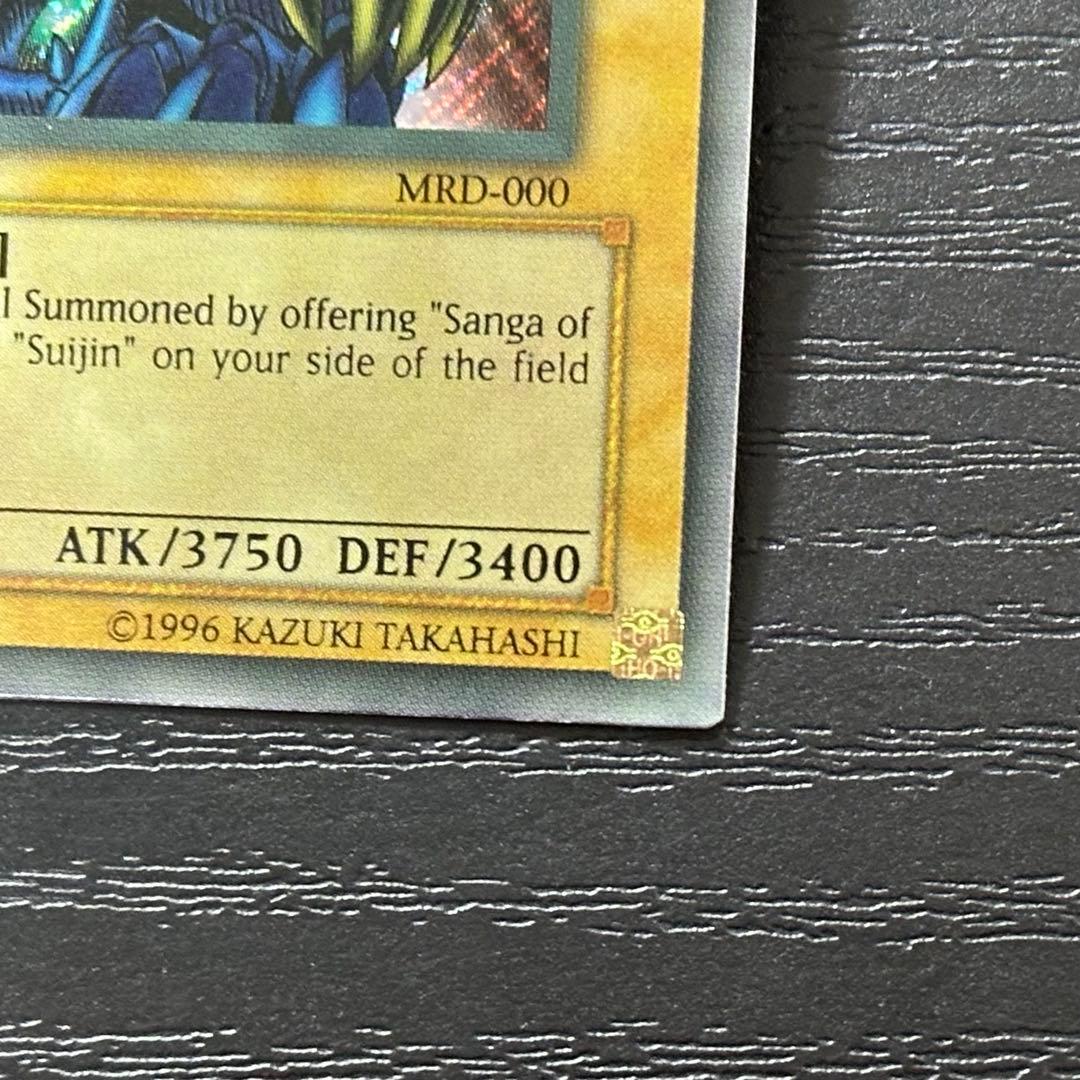 MRD-000
l Summoned by offering "Sanga of
"Suijin" on your side of the field
ATK/3750 DEF/3400
©1996 KAZUKI TAKAHASHI